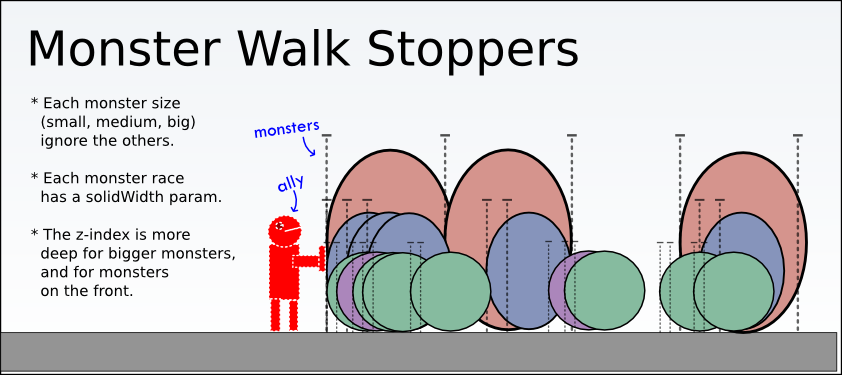 Monster Walk Stoppers
* Each monster size
(small, medium, big)
ignore the others.
* Each monster race
has a solidWidth param.
* The z-index is more
deep for bigger monsters,
and for monsters
on the front.
monsters
ally